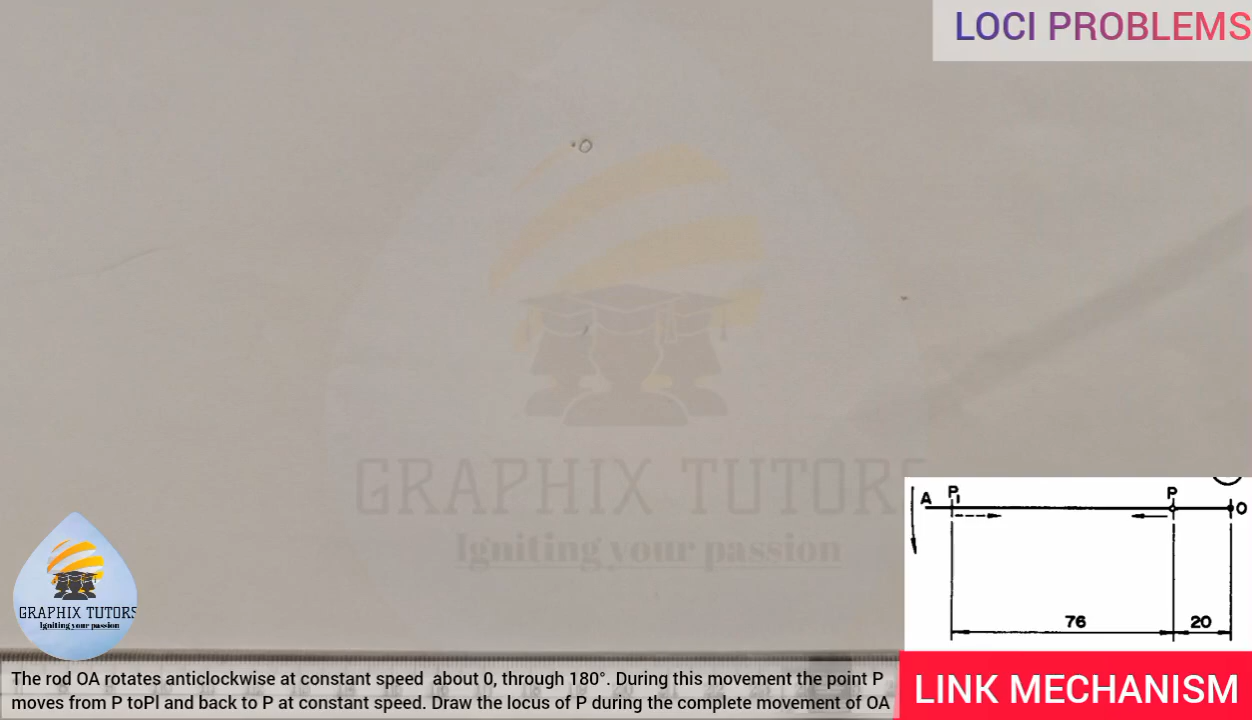 LOCI PROBLEMS
O
GRAPHIX TUTORS
Igniting your passion
A P1 P O
76 20
GRAPHIX TUTORS
Igniting your passion
The rod OA rotates anticlockwise at constant speed about 0, through 180°. During this movement the point P
moves from P toPl and back to P at constant speed. Draw the locus of P during the complete movement of OA
LINK MECHANISM